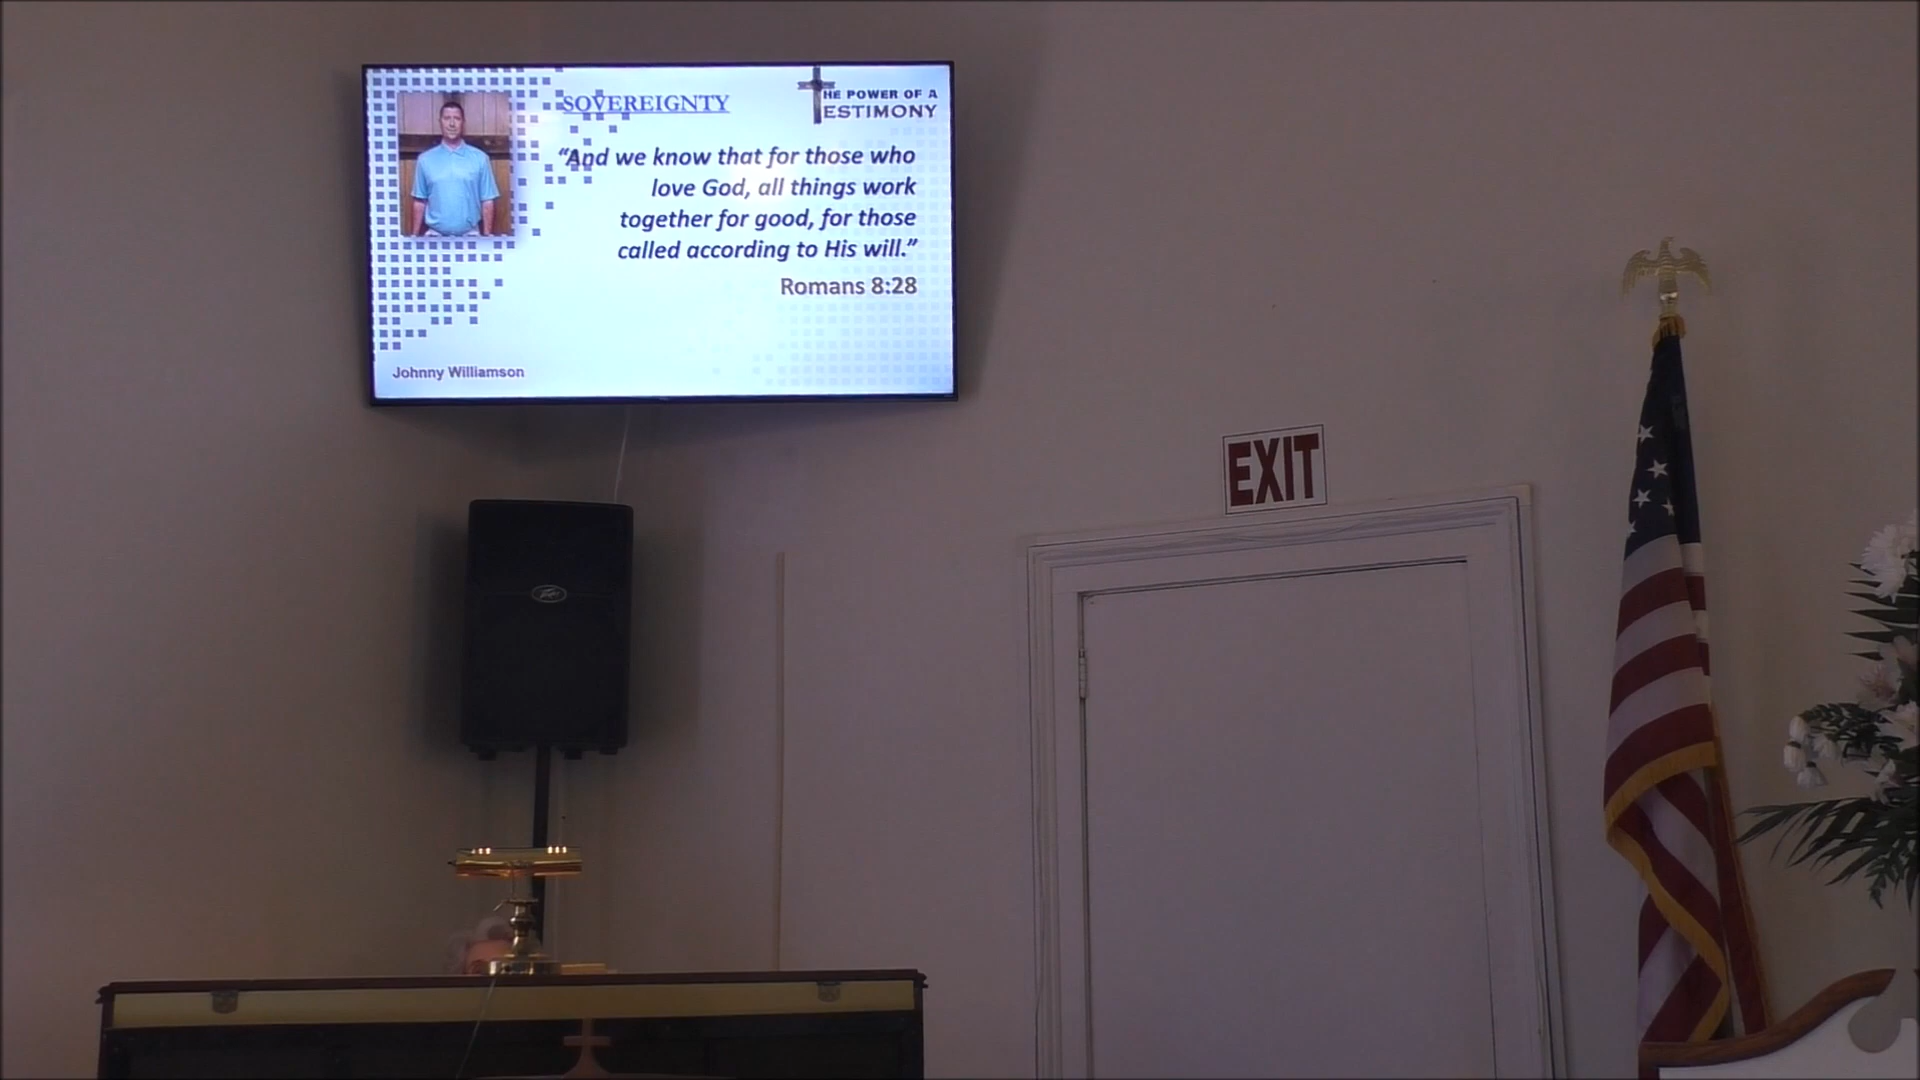 SOVEREIGNTY
HE POWER OF A
ESTIMONY
“And we know that for those who
love God, all things work
together for good, for those
called according to His will.”
Romans 8:28
Johnny Williamson
EXIT
Peavey